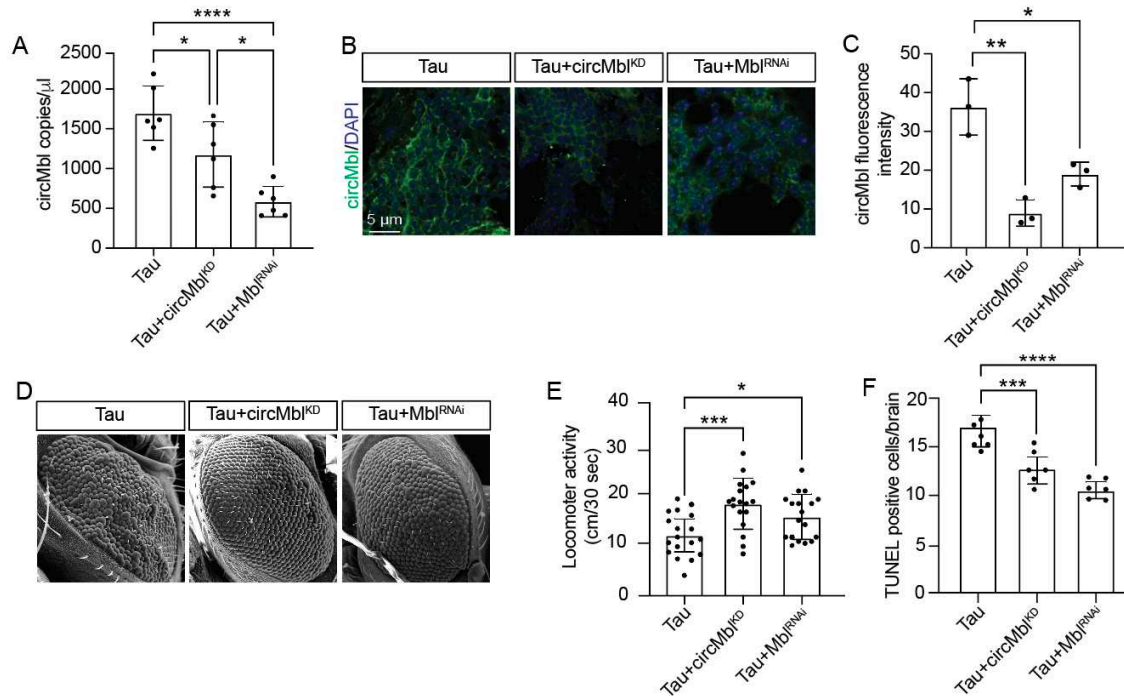 A
****
*
*
circMbl copies/µl
2500
2000
1500
1000
500
0
Tau
Tau+circMbl^KD
Tau+Mbl^RNAi
B
Tau
Tau+circMbl^KD
Tau+Mbl^RNAi
circMbl/DAPI
5 µm
C
*
**
circMbl fluorescence
intensity
50
40
30
20
10
0
Tau
Tau+circMbl^KD
Tau+Mbl^RNAi
D
Tau
Tau+circMbl^KD
Tau+Mbl^RNAi
E
*
***
Locomoter activity
(cm/30 sec)
40
30
20
10
0
Tau
Tau+circMbl^KD
Tau+Mbl^RNAi
F
****
***
TUNEL positive cells/brain
20
15
10
5
0
Tau
Tau+circMbl^KD
Tau+Mbl^RNAi